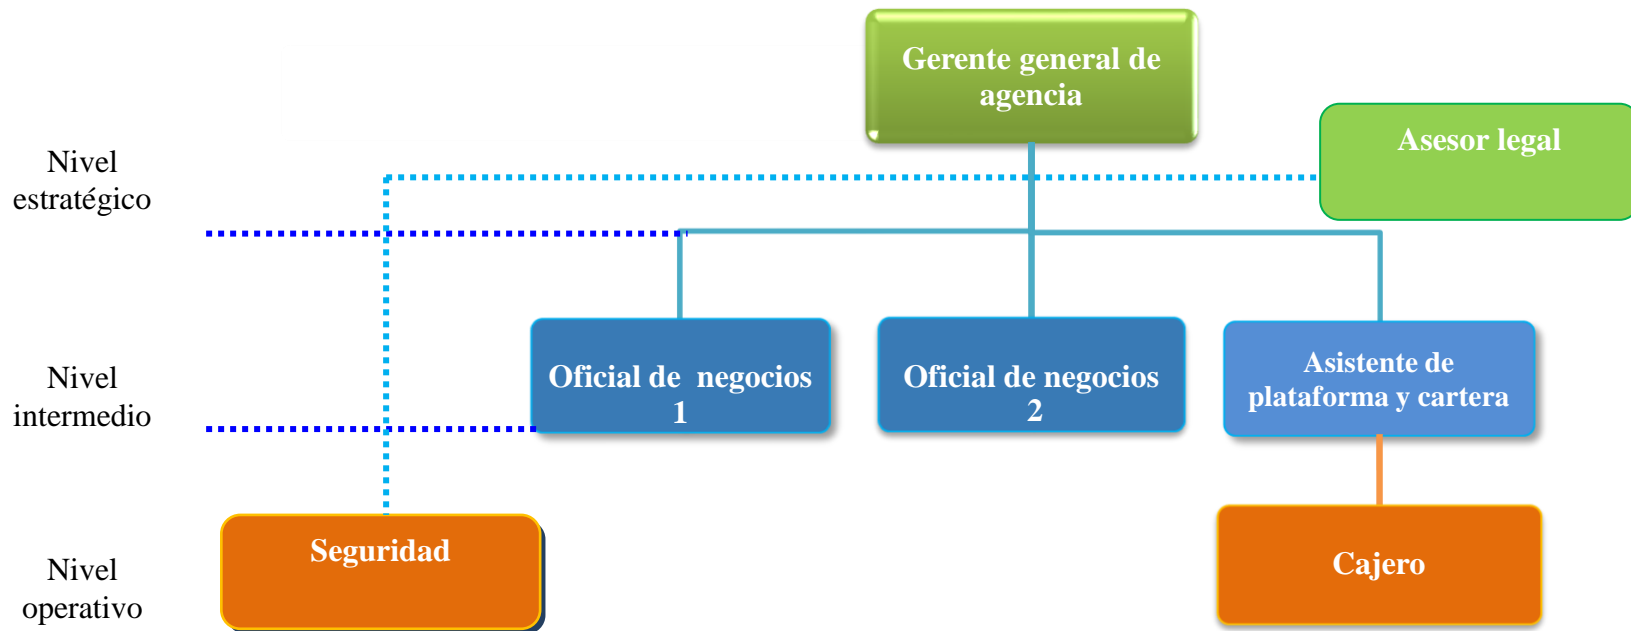 Gerente general de
agencia
Asesor legal
Nivel
estratégico
Nivel
intermedio
Oficial de  negocios
1
Oficial de negocios
2
Asistente de
plataforma y cartera
Nivel
operativo
Seguridad
Cajero